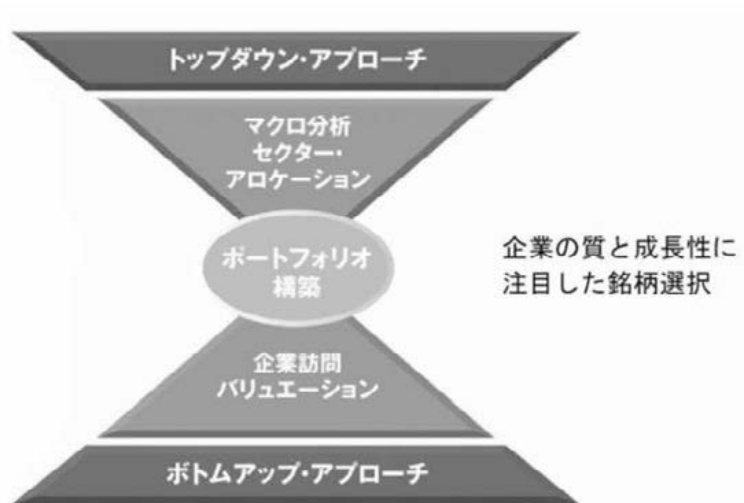 トップダウン・アプローチ
マクロ分析
セクター・
アロケーション
ポートフォリオ
構築
企業の質と成長性に
注目した銘柄選択
企業訪問
バリュエーション
ボトムアップ・アプローチ